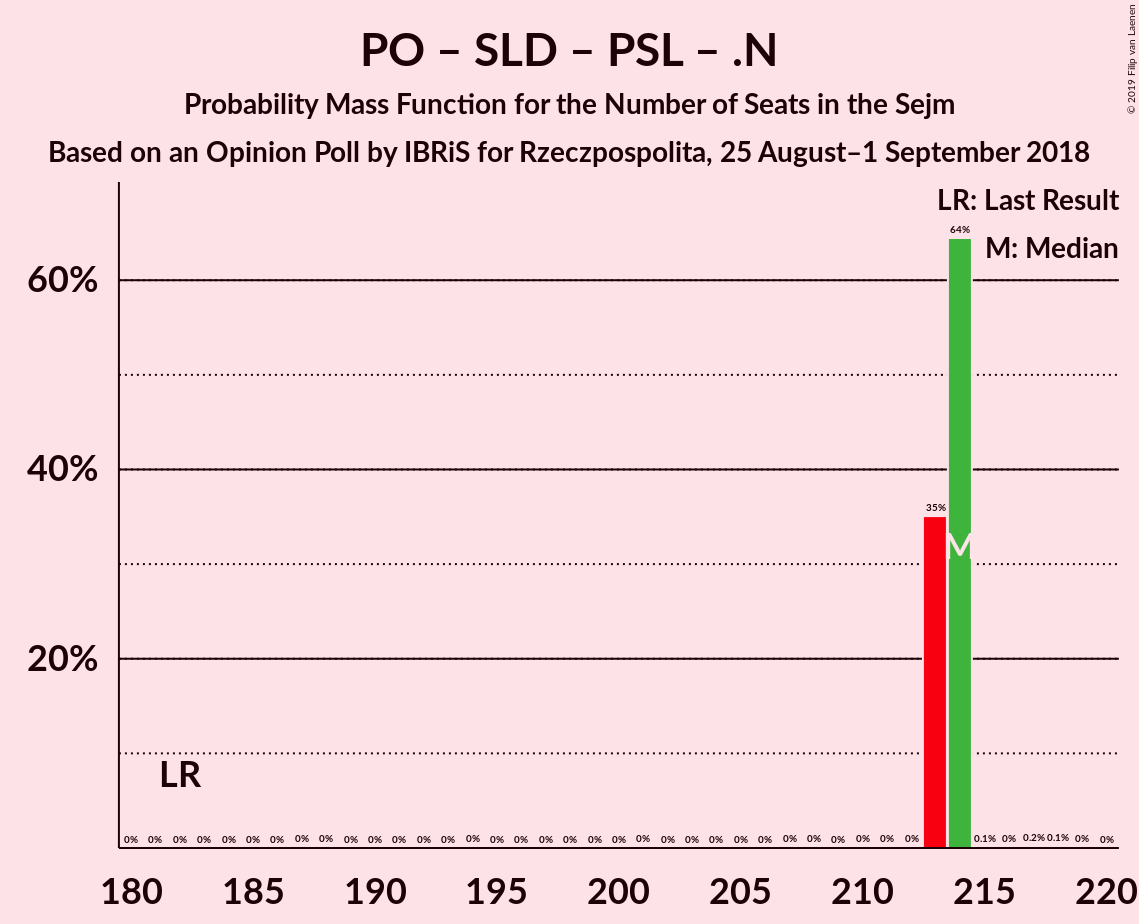 PO – SLD – PSL – .N
Probability Mass Function for the Number of Seats in the Sejm
Based on an Opinion Poll by IBRiS for Rzeczpospolita, 25 August–1 September 2018
© 2019 Filip van Laenen
LR: Last Result
M: Median
60%
40%
20%
64%
35%
M
LR
0% 0% 0% 0% 0% 0% 0% 0% 0% 0% 0% 0% 0% 0% 0% 0% 0% 0% 0% 0% 0% 0% 0% 0% 0% 0% 0% 0% 0% 0% 0% 0% 0% 0.1% 0% 0.2% 0.1% 0% 0%
180 185 190 195 200 205 210 215 220